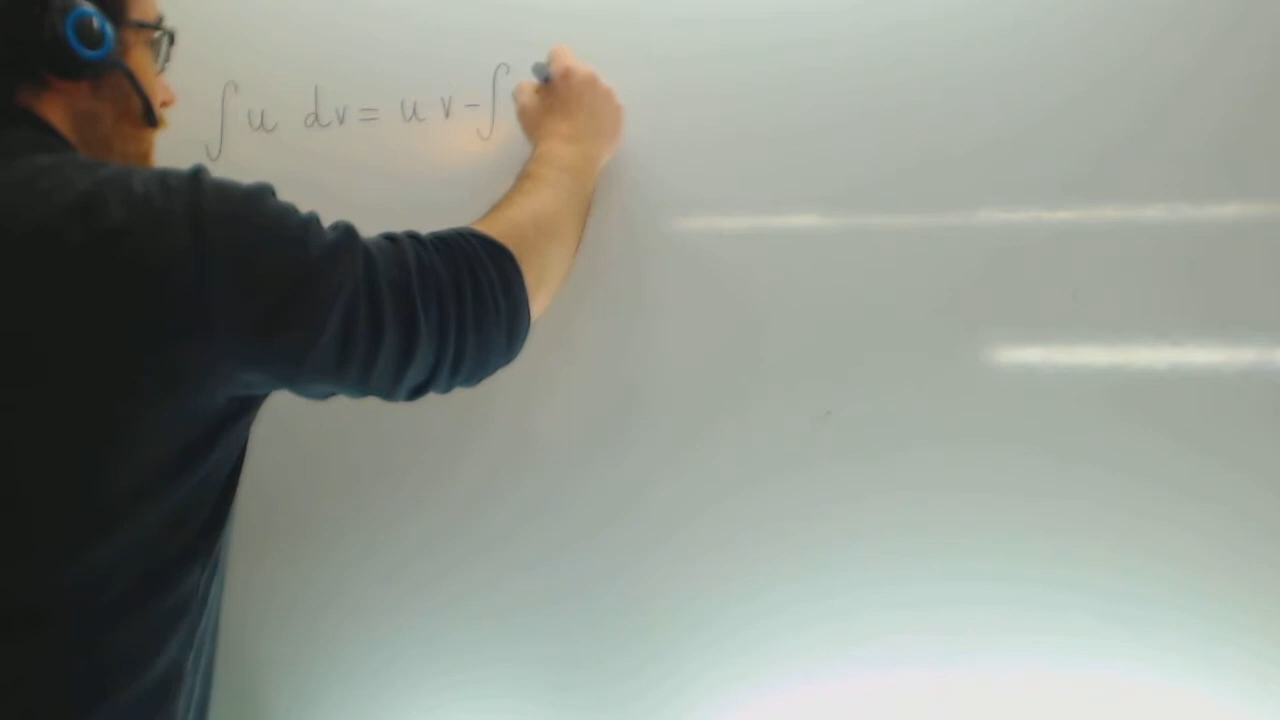 ∫ u dv = u v - ∫